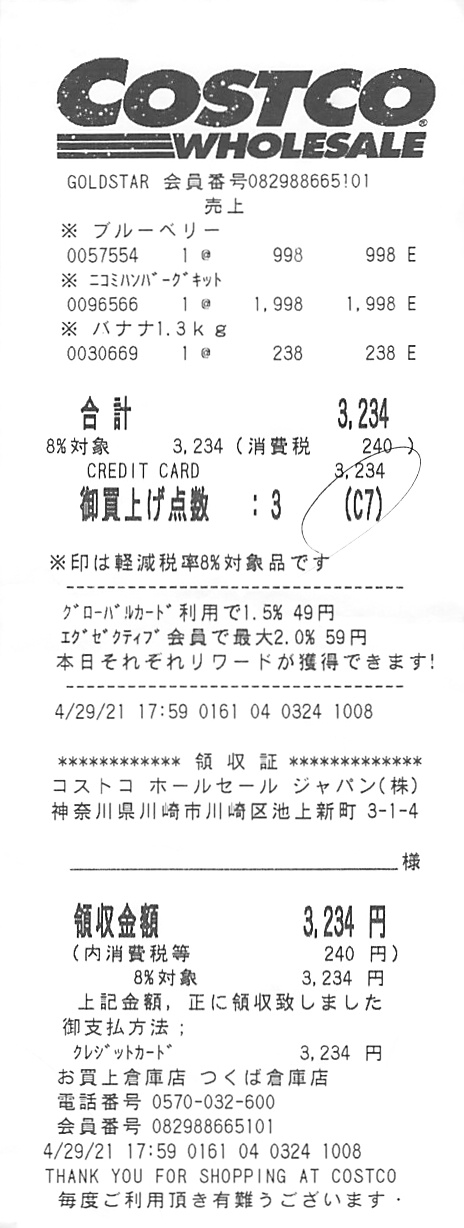 COSTCO
WHOLESALE
GOLDSTAR 会員番号082988665101
売上
※ ブルーベリー
0057554 1 @ 998 998 E
※ ニコミハンバーグキット
0096566 1 @ 1,998 1,998 E
※ バナナ1.3kg
0030669 1 @ 238 238 E
合計 3,234
8%対象 3,234 (消費税 240 )
CREDIT CARD 3,234
御買上げ点数 : 3 (C7)
※印は軽減税率8%対象品です
----------------------------------
グローバルカード利用で1.5% 49円
エグゼクティブ会員で最大2.0% 59円
本日それぞれリワードが獲得できます!
----------------------------------
4/29/21 17:59 0161 04 0324 1008
************ 領 収 証 *************
コストコ ホールセール ジャパン(株)
神奈川県川崎市川崎区池上新町 3-1-4
様
領収金額 3,234 円
(内消費税等 240 円)
8%対象 3,234 円
上記金額, 正に領収致しました
御支払方法;
クレジットカード 3,234 円
お買上倉庫店 つくば倉庫店
電話番号 0570-032-600
会員番号 082988665101
4/29/21 17:59 0161 04 0324 1008
THANK YOU FOR SHOPPING AT COSTCO
毎度ご利用頂き有難うございます・